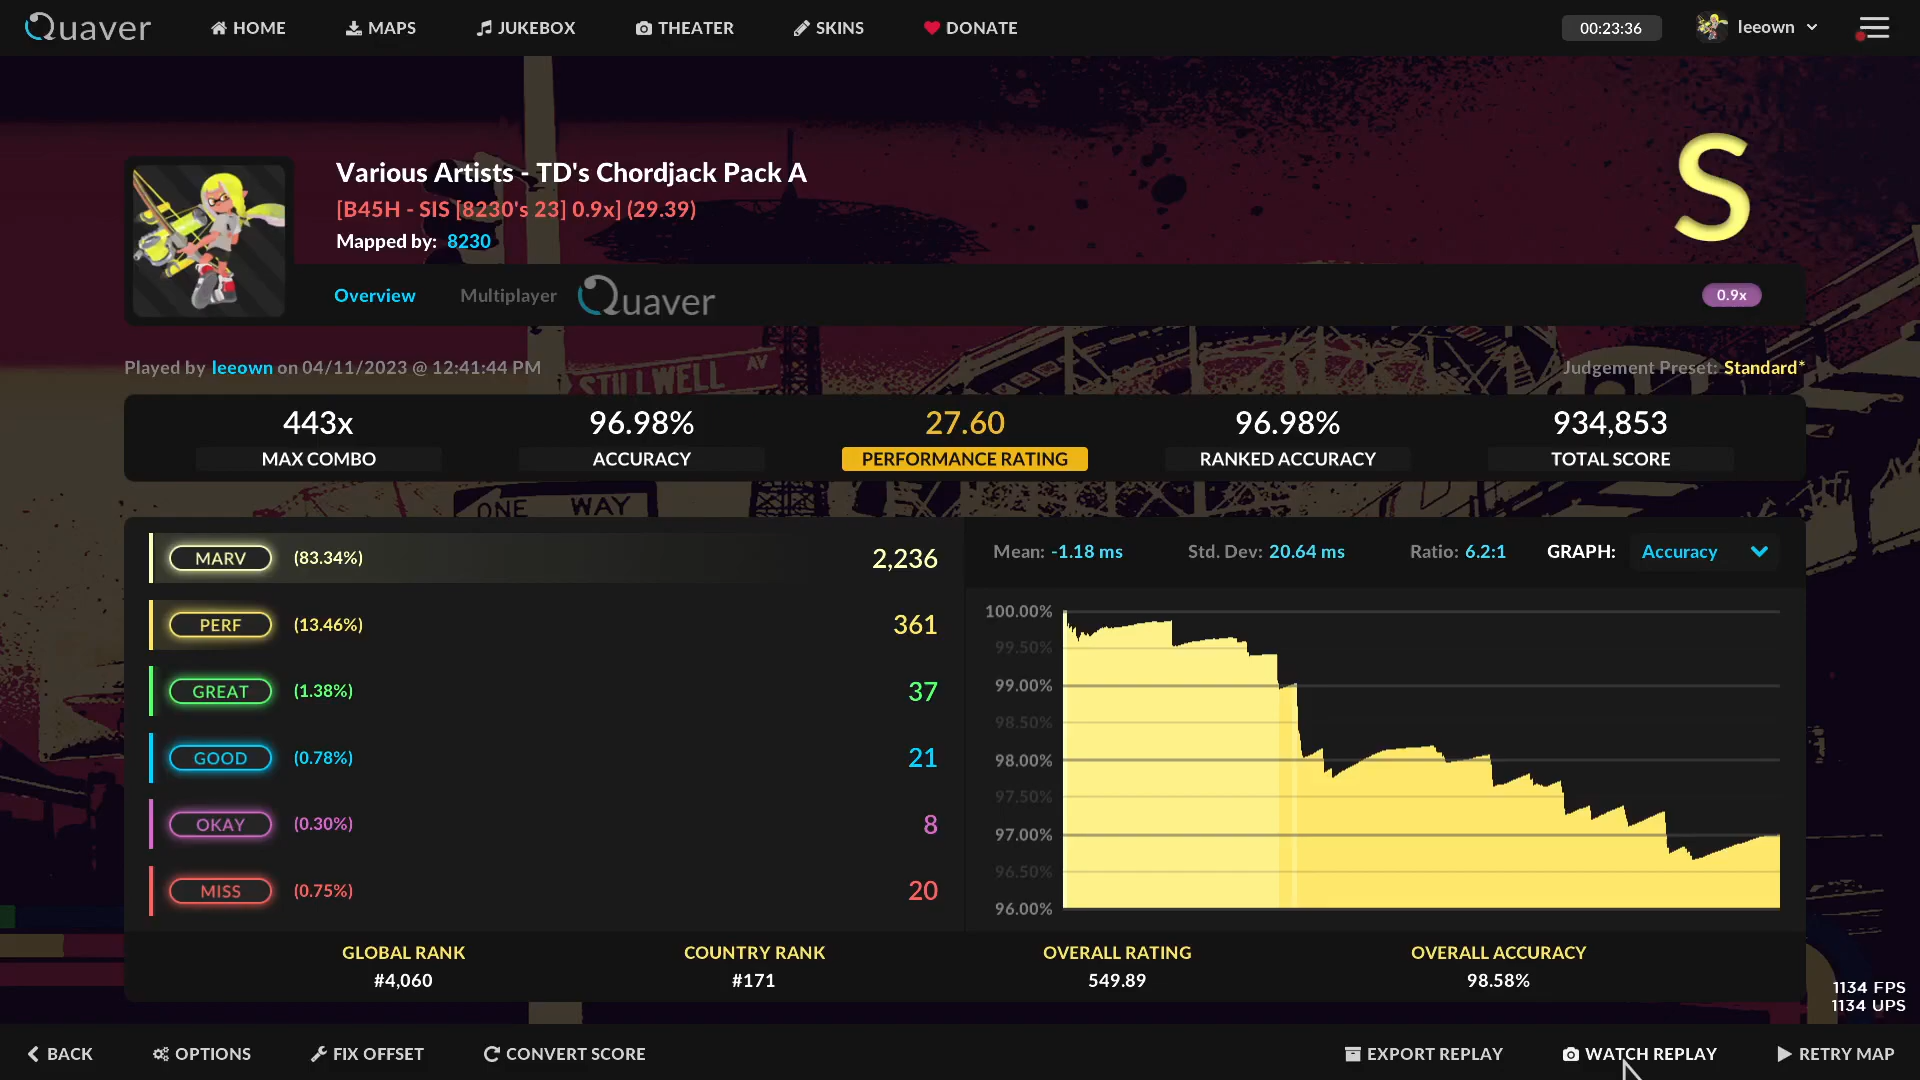 Quaver HOME MAPS JUKEBOX THEATER SKINS DONATE 00:23:36 leeown
Various Artists - TD's Chordjack Pack A
[B45H - SIS [8230's 23] 0.9x] (29.39)
Mapped by: 8230
S
Overview Multiplayer Quaver 0.9x
Played by leeown on 04/11/2023 @ 12:41:44 PM
Judgement Preset: Standard*
STILLWELL AV
443x 96.98% 27.60 96.98% 934,853
MAX COMBO ACCURACY PERFORMANCE RATING RANKED ACCURACY TOTAL SCORE
ONE WAY
MARV (83.34%) 2,236
PERF (13.46%) 361
GREAT (1.38%) 37
GOOD (0.78%) 21
OKAY (0.30%) 8
MISS (0.75%) 20
Mean: -1.18 ms Std. Dev: 20.64 ms Ratio: 6.2:1 GRAPH: Accuracy
100.00%
99.50%
99.00%
98.50%
98.00%
97.50%
97.00%
96.50%
96.00%
GLOBAL RANK COUNTRY RANK OVERALL RATING OVERALL ACCURACY
#4,060 #171 549.89 98.58%
1134 FPS
1134 UPS
BACK OPTIONS FIX OFFSET CONVERT SCORE EXPORT REPLAY WATCH REPLAY RETRY MAP